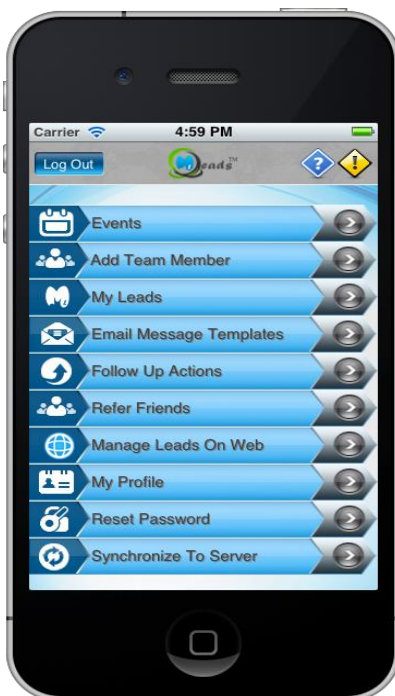 Carrier 4:59 PM
Log Out MiLeads™ ? !
Events
Add Team Member
My Leads
Email Message Templates
Follow Up Actions
Refer Friends
Manage Leads On Web
My Profile
Reset Password
Synchronize To Server